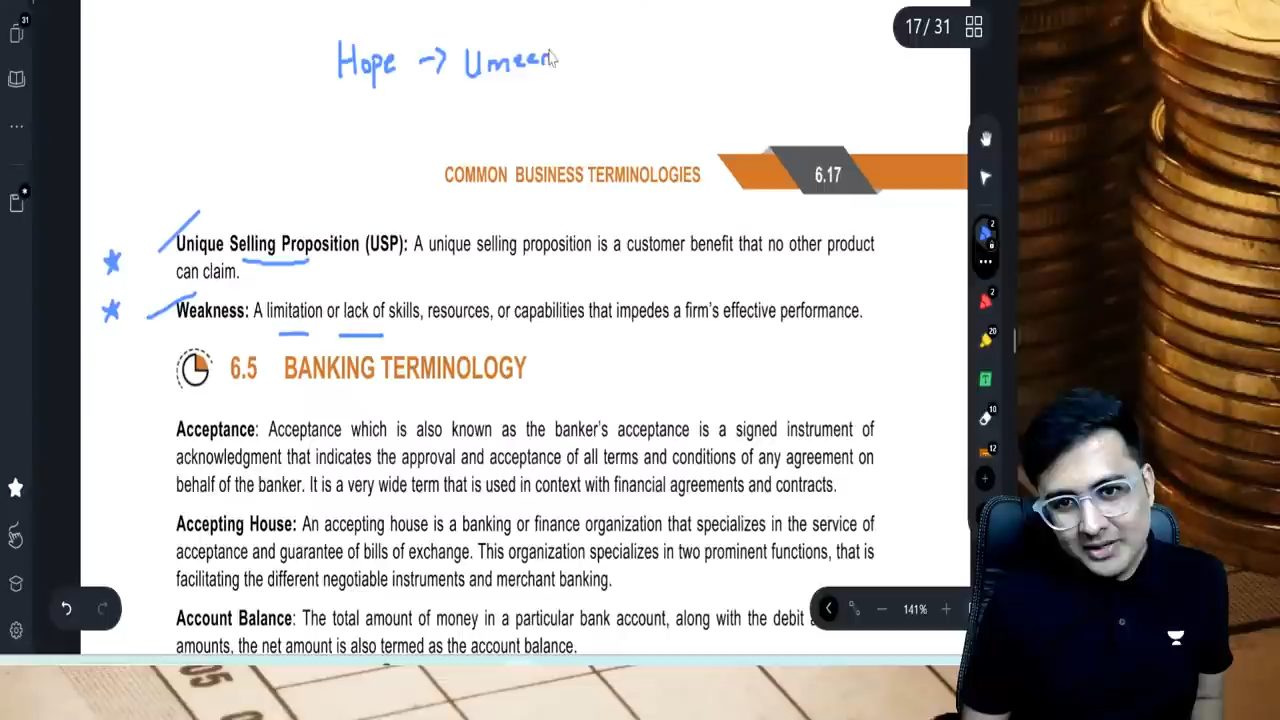 31
17/31
Hope → Umeen
COMMON BUSINESS TERMINOLOGIES
6.17
Unique Selling Proposition (USP): A unique selling proposition is a customer benefit that no other product
can claim.
Weakness: A limitation or lack of skills, resources, or capabilities that impedes a firm's effective performance.
6.5 BANKING TERMINOLOGY
Acceptance: Acceptance which is also known as the banker's acceptance is a signed instrument of
acknowledgment that indicates the approval and acceptance of all terms and conditions of any agreement on
behalf of the banker. It is a very wide term that is used in context with financial agreements and contracts.
Accepting House: An accepting house is a banking or finance organization that specializes in the service of
acceptance and guarantee of bills of exchange. This organization specializes in two prominent functions, that is
facilitating the different negotiable instruments and merchant banking.
Account Balance: The total amount of money in a particular bank account, along with the debit
amounts, the net amount is also termed as the account balance.
2
2
20
T
10
12
141%
05